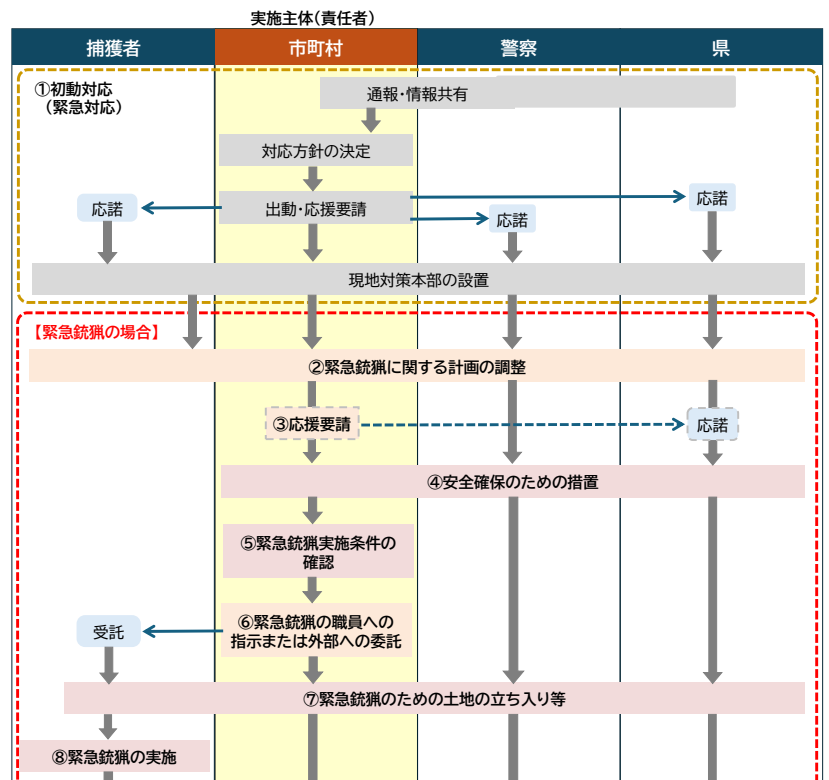 実施主体(責任者)
捕獲者
市町村
警察
県
①初動対応
（緊急対応）
通報・情報共有
対応方針の決定
応諾
出動・応援要請
応諾
応諾
現地対策本部の設置
【緊急銃猟の場合】
②緊急銃猟に関する計画の調整
③応援要請
応諾
④安全確保のための措置
⑤緊急銃猟実施条件の
確認
受託
⑥緊急銃猟の職員への
指示または外部への委託
⑦緊急銃猟のための土地の立ち入り等
⑧緊急銃猟の実施